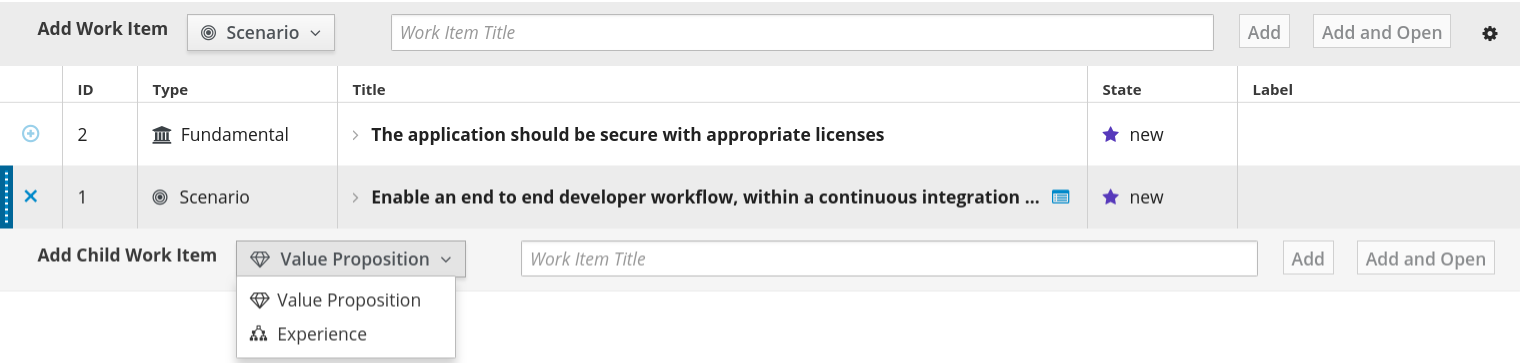 Add Work Item Scenario Work Item Title Add Add and Open
ID Type Title State Label
2 Fundamental The application should be secure with appropriate licenses new
1 Scenario Enable an end to end developer workflow, within a continuous integration ... new
Add Child Work Item Value Proposition Work Item Title Add Add and Open
Value Proposition
Experience